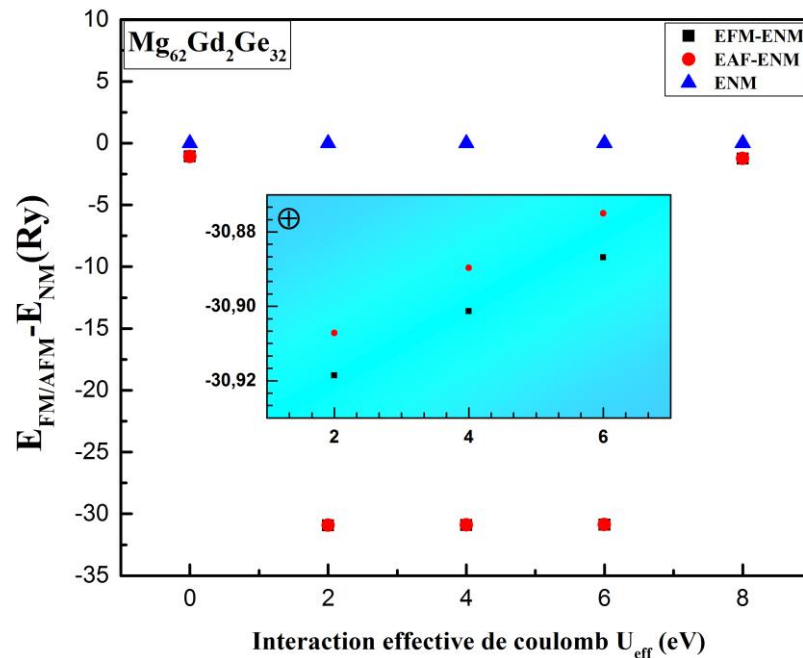 Mg62Gd2Ge32
EFM-ENM
EAF-ENM
ENM
EFM/AFM-ENM(Ry)
10
5
0
-5
-10
-15
-20
-25
-30
-35
-30,88
-30,90
-30,92
2 4 6
0 2 4 6 8
Interaction effective de coulomb Ueff (eV)